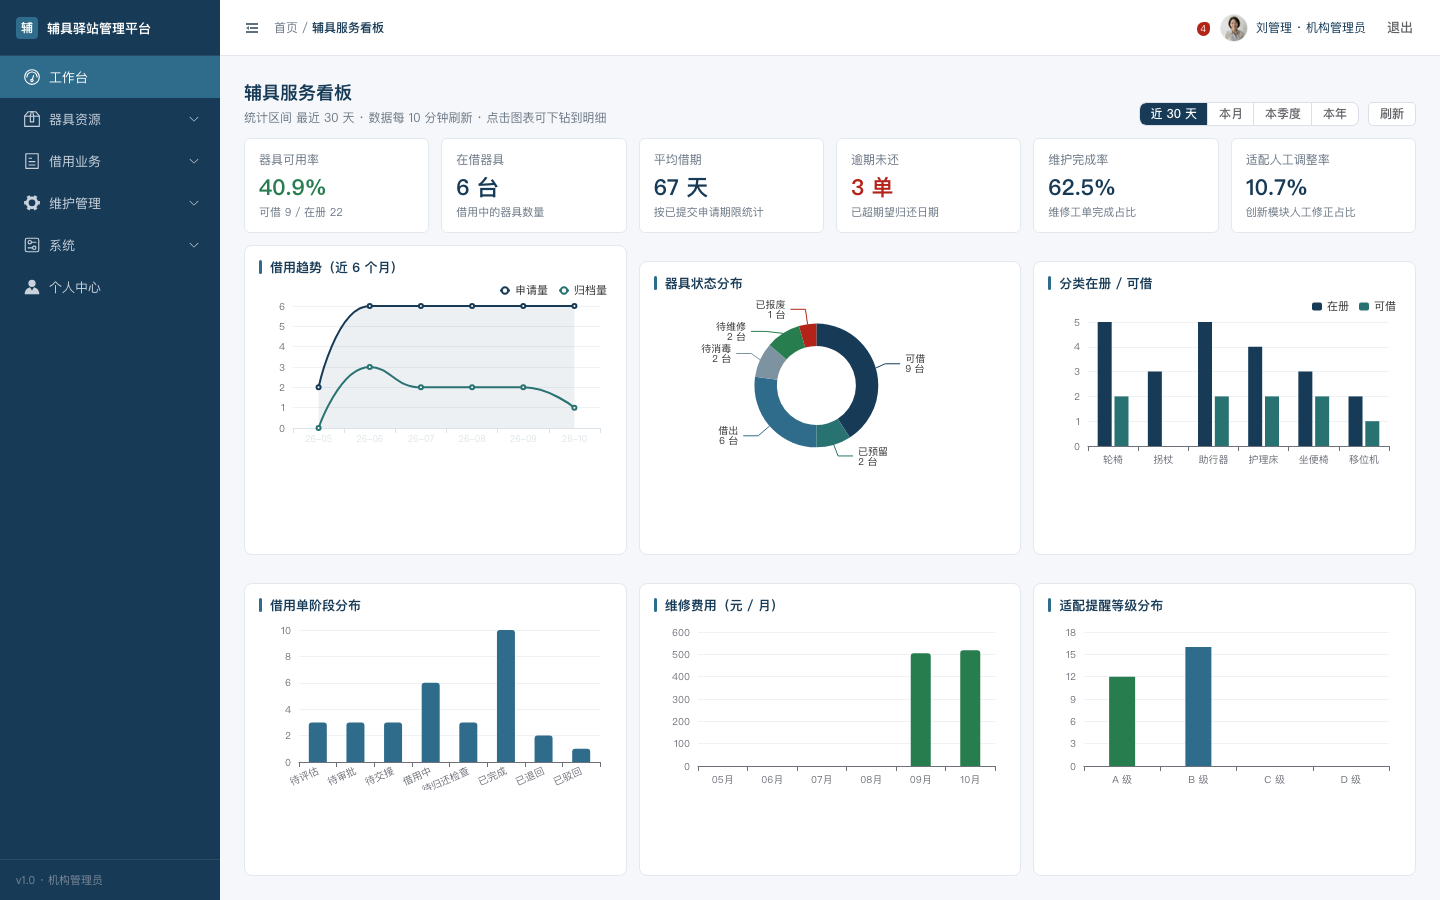 辅 辅具驿站管理平台
工作台
器具资源
借用业务
维护管理
系统
个人中心
v1.0 · 机构管理员
首页 / 辅具服务看板
4 刘管理 · 机构管理员 退出
辅具服务看板
统计区间 最近 30 天 · 数据每 10 分钟刷新 · 点击图表可下钻到明细
近 30 天 本月 本季度 本年 刷新
器具可用率
40.9%
可借 9 / 在册 22
在借器具
6 台
借用中的器具数量
平均借期
67 天
按已提交申请期限统计
逾期未还
3 单
已超期望归还日期
维护完成率
62.5%
维修工单完成占比
适配人工调整率
10.7%
创新模块人工修正占比
借用趋势（近 6 个月）
申请量 归档量
6
5
4
3
2
1
0
26-05 26-06 26-07 26-08 26-09 26-10
器具状态分布
已报废
1 台
待维修
2 台
待消毒
2 台
可借
9 台
借出
6 台
已预留
2 台
分类在册 / 可借
在册 可借
5
4
3
2
1
0
轮椅 拐杖 助行器 护理床 坐便椅 移位机
借用单阶段分布
10
8
6
4
2
0
待评估 待审批 待交接 借用中 待归还检查 已完成 已退回 已驳回
维修费用（元 / 月）
600
500
400
300
200
100
0
05月 06月 07月 08月 09月 10月
适配提醒等级分布
18
15
12
9
6
3
0
A 级 B 级 C 级 D 级